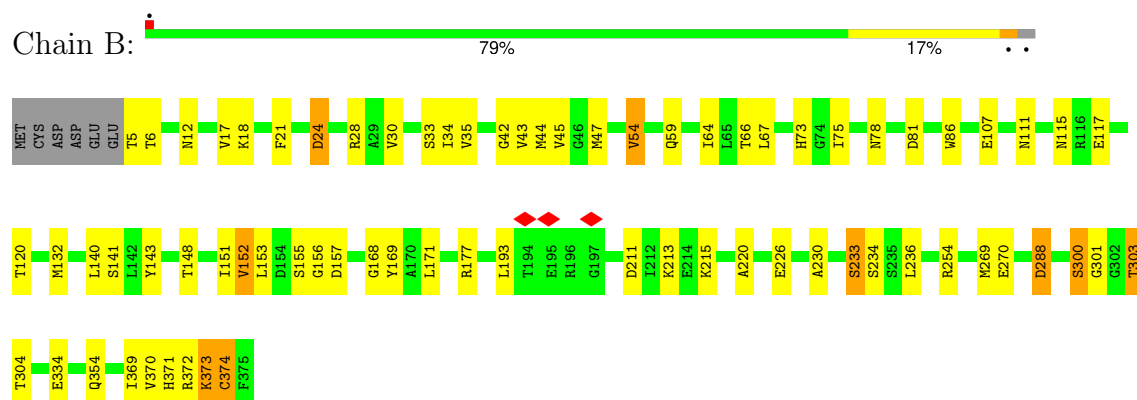 Chain B:
79% 17%
MET CYS ASP ASP GLU GLU T5 T6 N12 V17 K18 F21 D24 R28 A29 V30 S33 I34 V35 G42 V43 M44 V45 G46 M47 V54 Q59 I64 L65 T66 L67 H73 G74 I75 N78 D81 W86 E107 N111 N115 R116 E117
T120 M132 L140 S141 L142 Y143 T148 I151 V152 L153 D154 S155 G156 D157 G168 Y169 A170 L171 R177 L193 T194 E195 R196 G197 D211 I212 K213 E214 K215 A220 E226 A230 S233 S234 S235 L236 R254 M269 E270 D288 S300 G301 G302 T303
T304 E334 Q354 I369 V370 H371 R372 K373 C374 F375